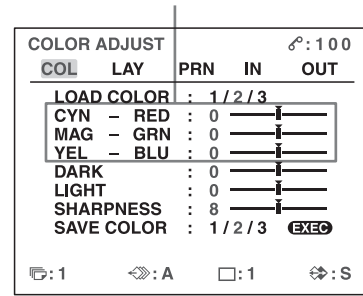 COLOR ADJUST :100
COL LAY PRN IN OUT
LOAD COLOR : 1/2/3
CYN – RED : 0
MAG – GRN : 0
YEL – BLU : 0
DARK : 0
LIGHT : 0
SHARPNESS : 8
SAVE COLOR : 1/2/3 EXEC
:1 :A :1 :S